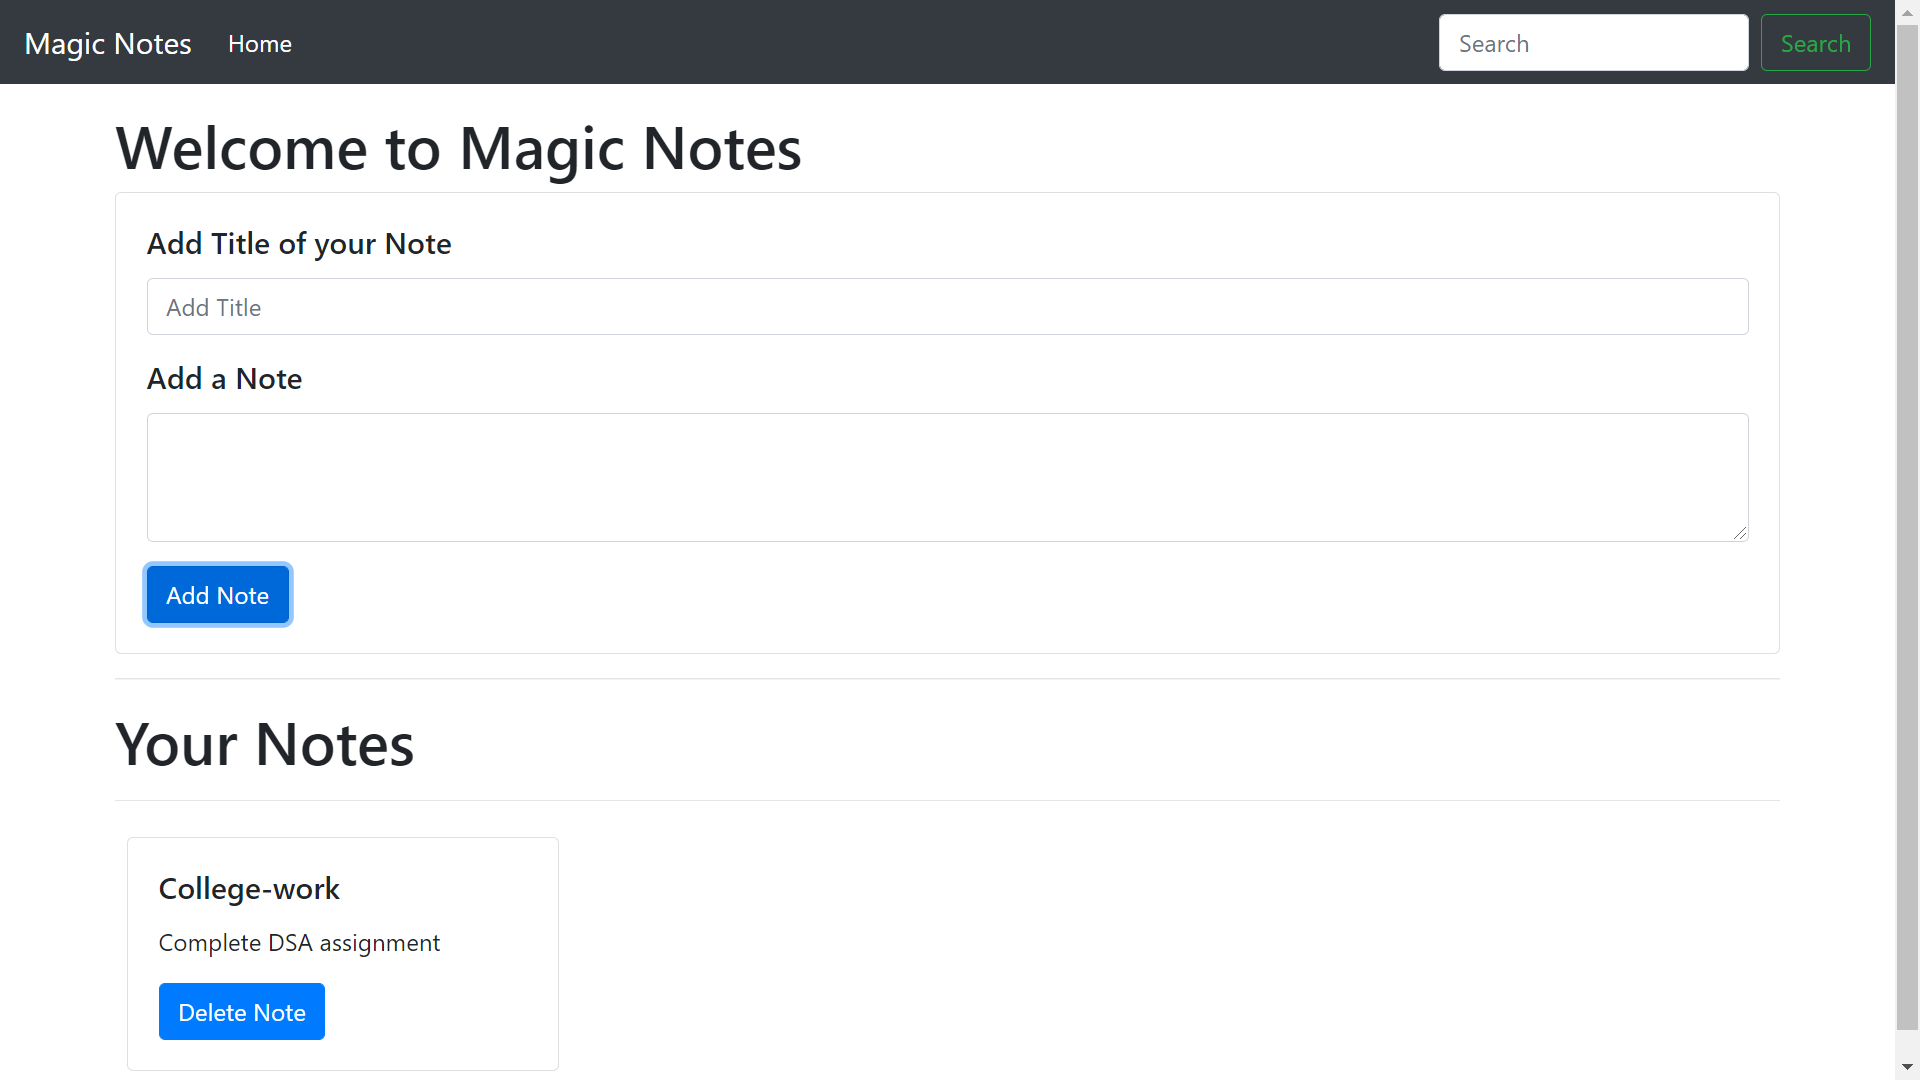 Magic Notes Home Search Search
Welcome to Magic Notes
Add Title of your Note
Add Title
Add a Note
Add Note
Your Notes
College-work
Complete DSA assignment
Delete Note